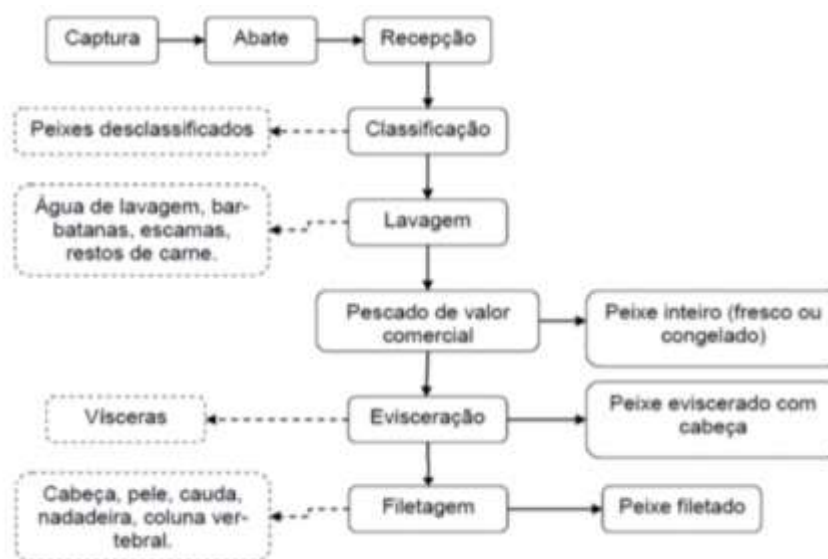 Captura
Abate
Recepção
Peixes desclassificados
Classificação
Água de lavagem, bar-
batanas, escamas,
restos de carne.
Lavagem
Pescado de valor
comercial
Peixe inteiro (fresco ou
congelado)
Vísceras
Evisceração
Peixe eviscerado com
cabeça
Cabeça, pele, cauda,
nadadeira, coluna ver-
tebral.
Filetagem
Peixe filetado